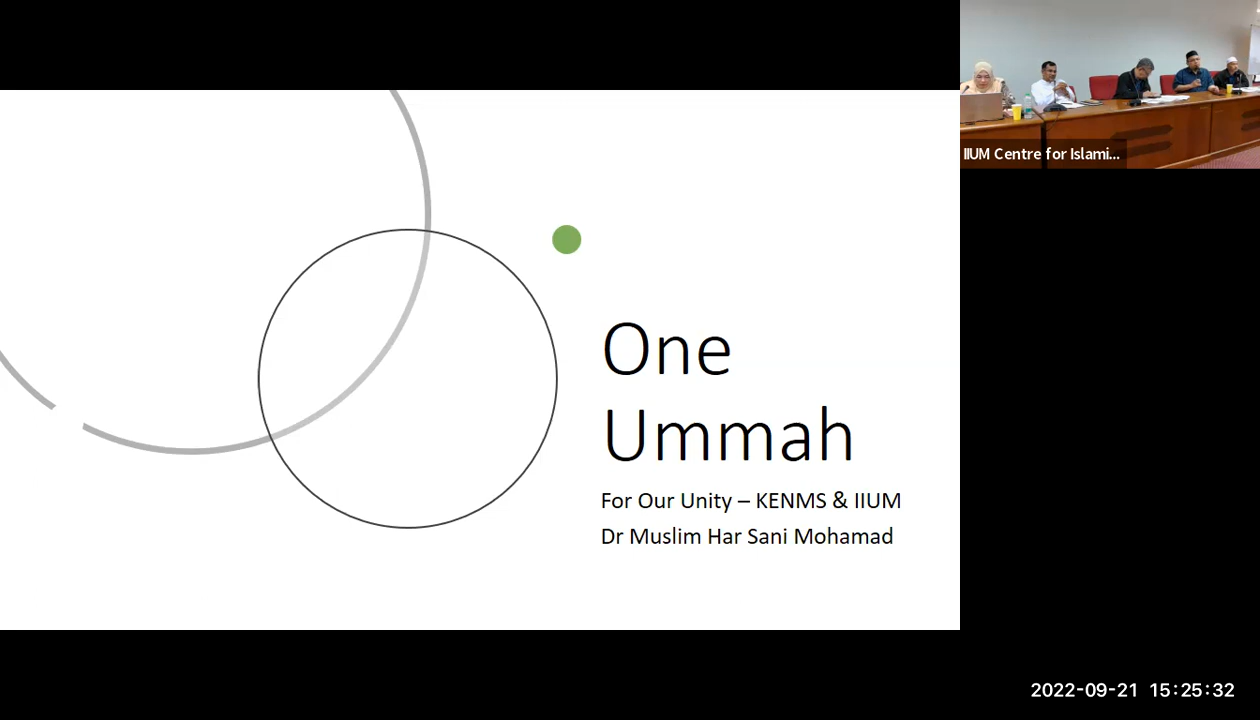 IIUM Centre for Islami...
One
Ummah
For Our Unity – KENMS & IIUM
Dr Muslim Har Sani Mohamad
2022-09-21 15:25:32